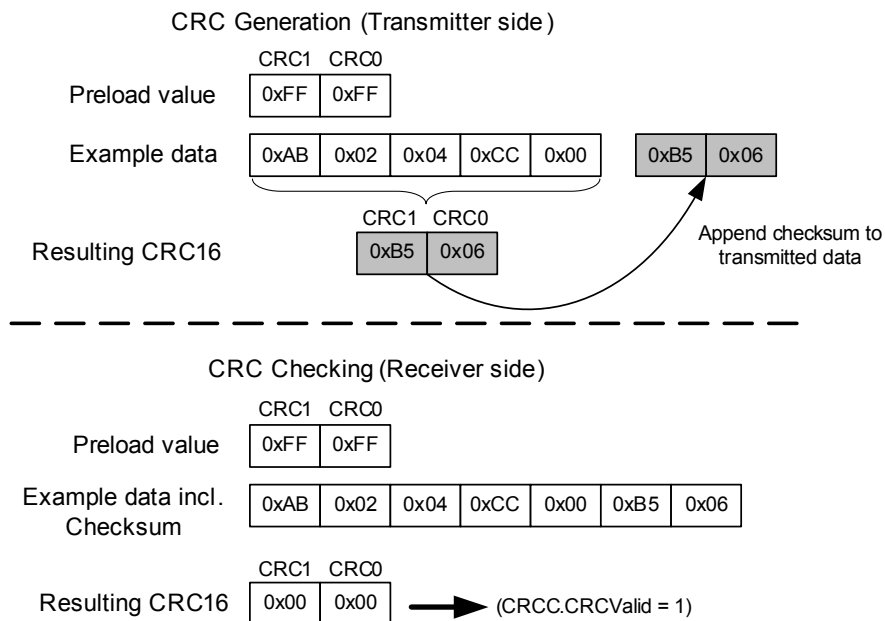 CRC Generation (Transmitter side)
CRC1 CRC0
Preload value 0xFF 0xFF
Example data 0xAB 0x02 0x04 0xCC 0x00 0xB5 0x06
CRC1 CRC0
Resulting CRC16 0xB5 0x06
Append checksum to
transmitted data
CRC Checking (Receiver side)
CRC1 CRC0
Preload value 0xFF 0xFF
Example data incl.
Checksum
0xAB 0x02 0x04 0xCC 0x00 0xB5 0x06
CRC1 CRC0
Resulting CRC16 0x00 0x00 (CRCC.CRCValid = 1)